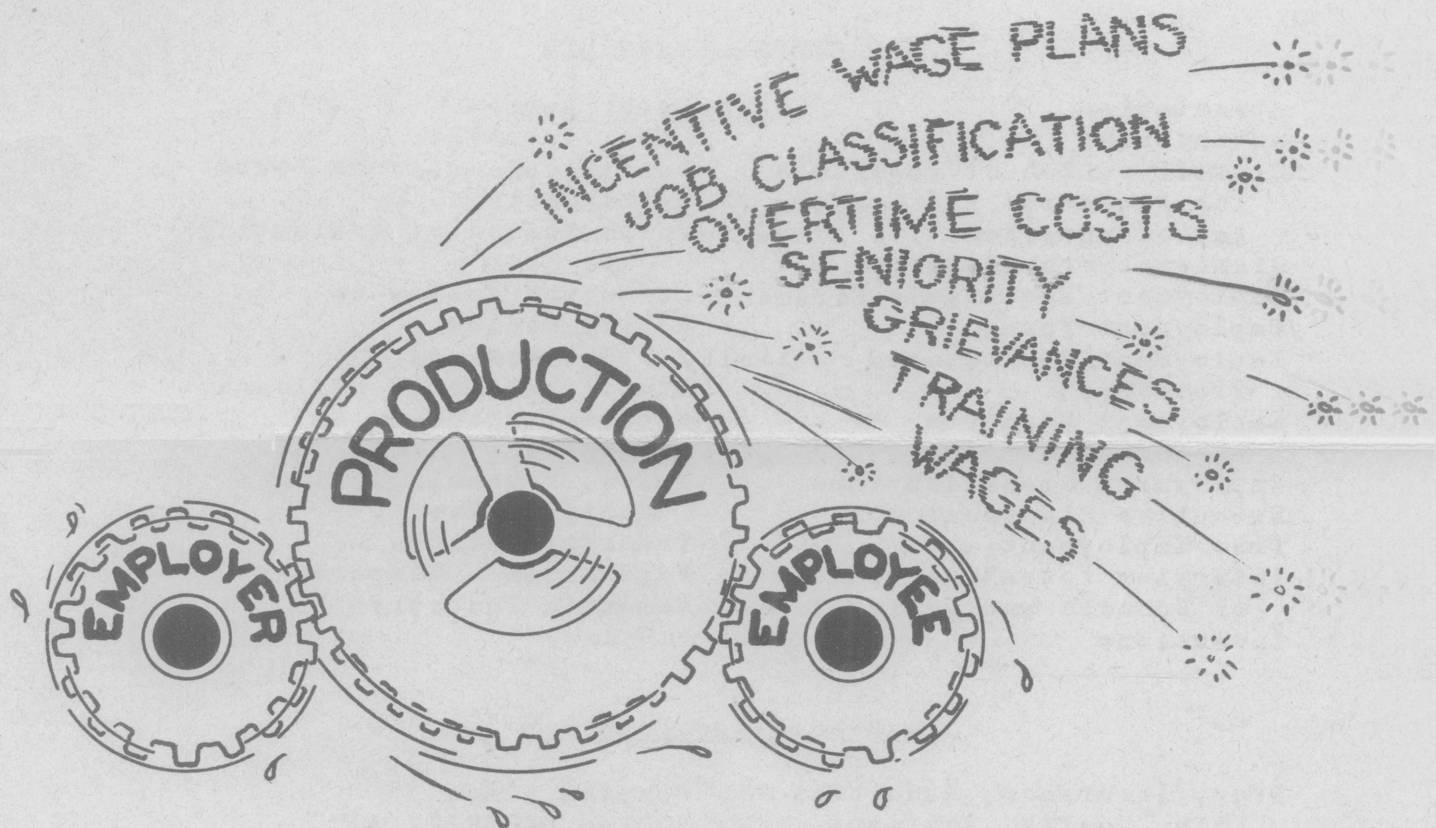 INCENTIVE WAGE PLANS
JOB CLASSIFICATION
OVERTIME COSTS
SENIORITY
GRIEVANCES
TRAINING
WAGES
PRODUCTION
EMPLOYER
EMPLOYEE